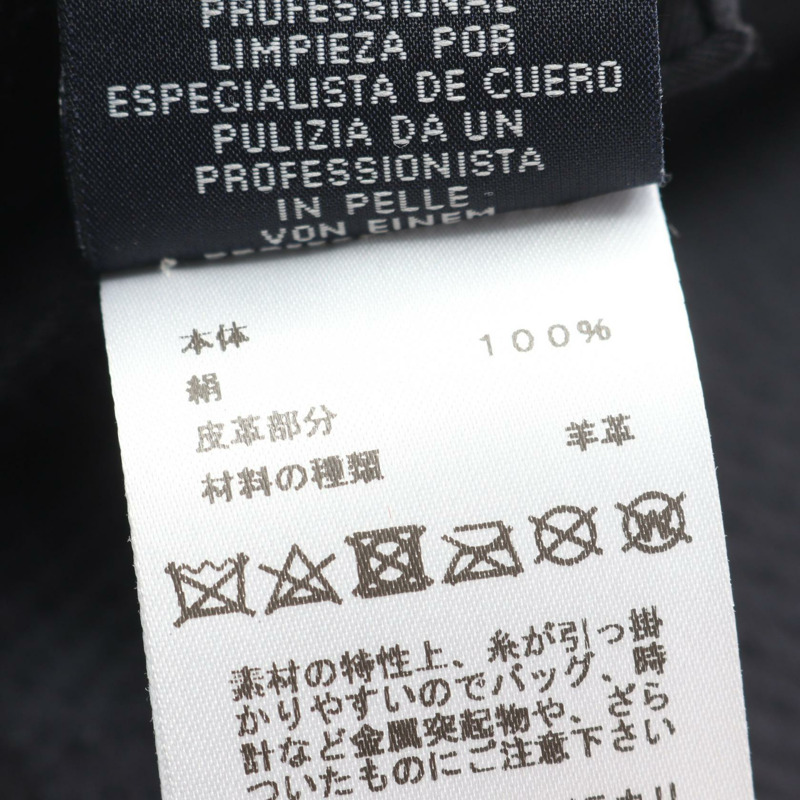 PROFESSIONAL
LIMPIEZA POR
ESPECIALISTA DE CUERO
PULIZIA DA UN
PROFESSIONISTA
IN PELLE
VON EINEM
本体
絹 100%
皮革部分
材料の種類 羊革
W
素材の特性上、糸が引っ掛
かりやすいのでバッグ、時
計など金属突起物や、ざら
ついたものにご注意下さい